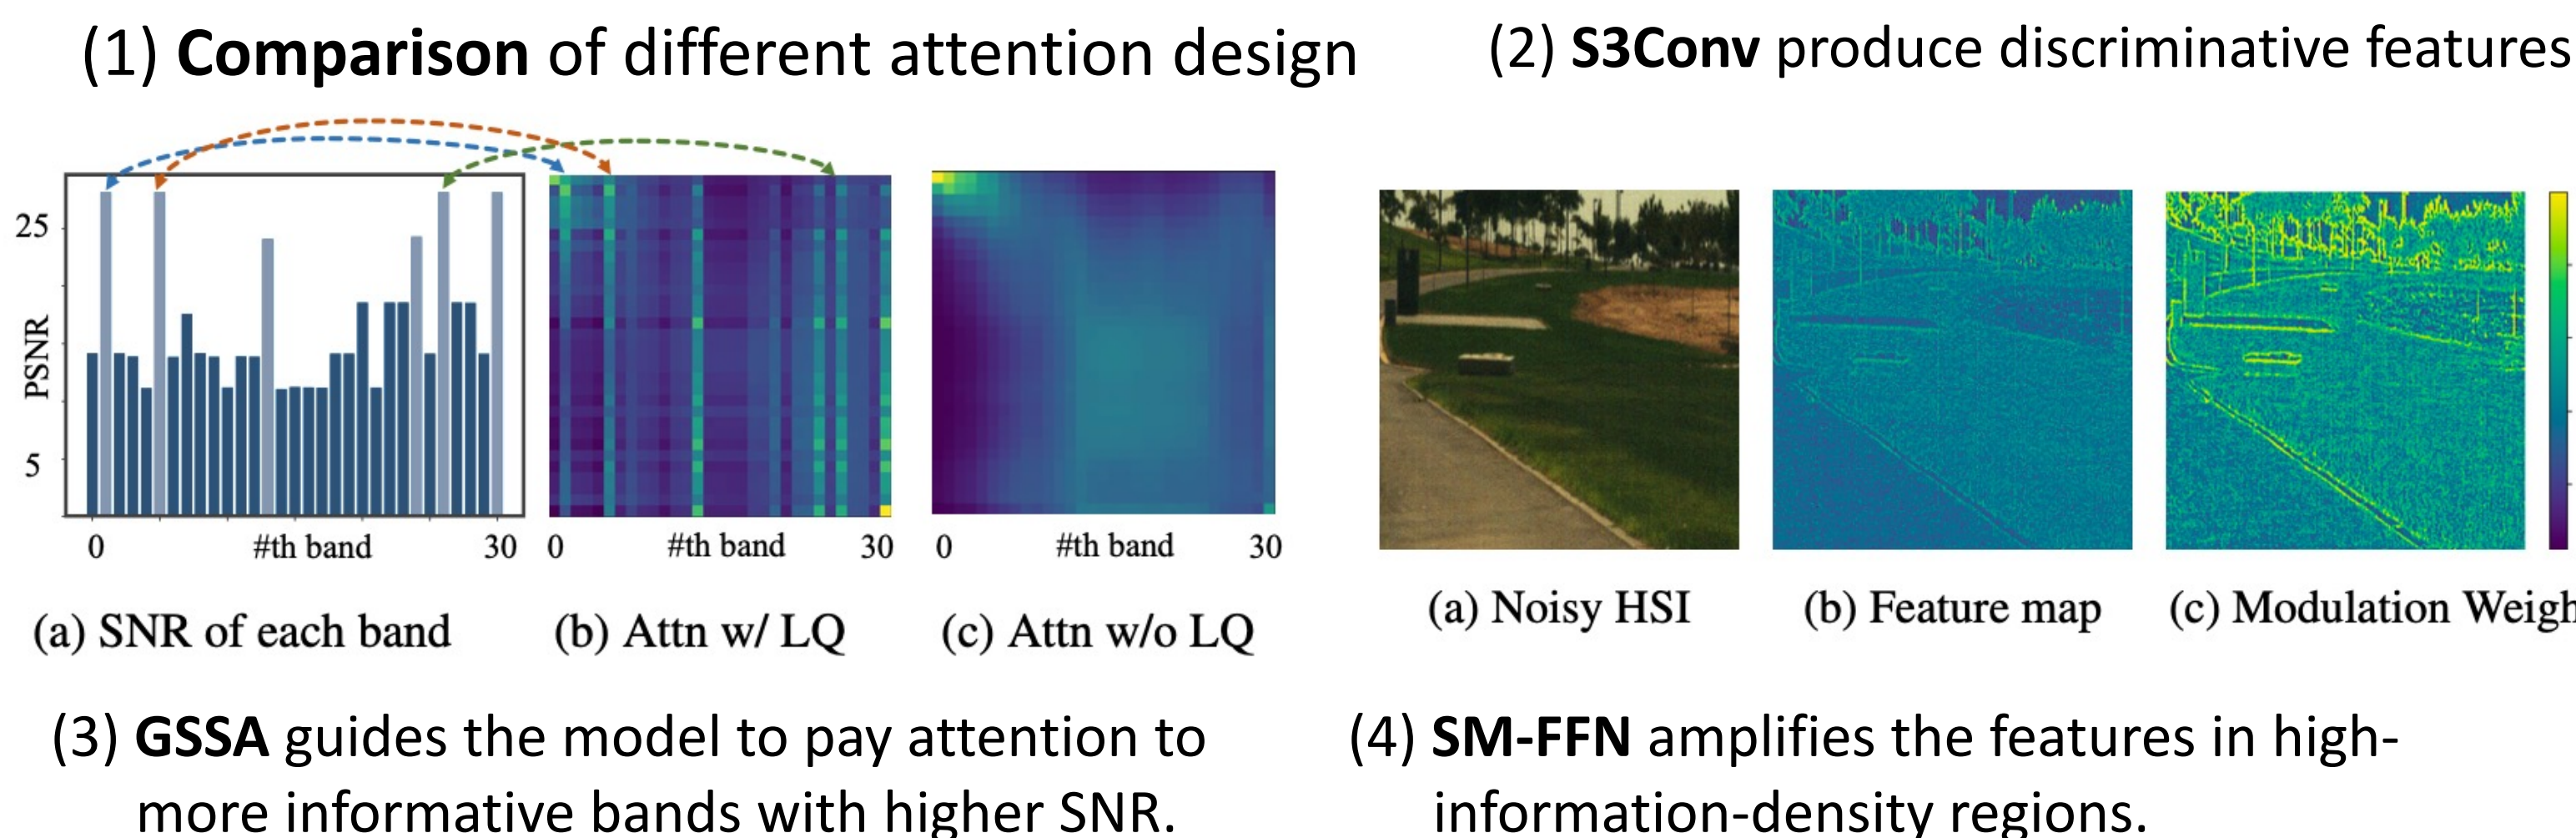 (1) Comparison of different attention design
(2) S3Conv produce discriminative features
25
PSNR
5
0 #th band 30
0 #th band 30
0 #th band 30
(a) SNR of each band
(b) Attn w/ LQ
(c) Attn w/o LQ
(a) Noisy HSI
(b) Feature map
(c) Modulation Weigh
(3) GSSA guides the model to pay attention to
more informative bands with higher SNR.
(4) SM-FFN amplifies the features in high-
information-density regions.